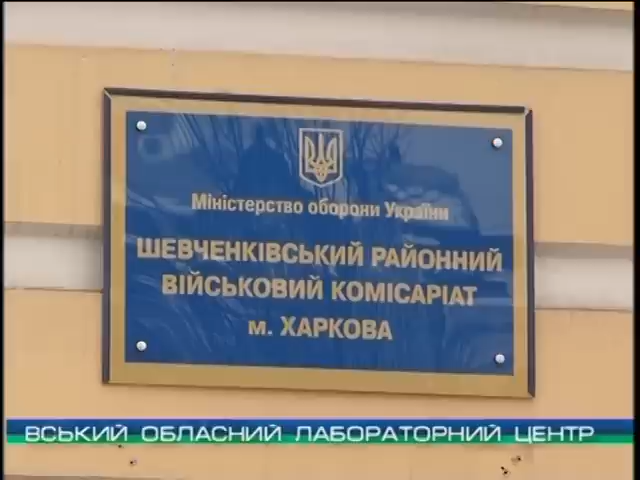 Міністерство оборони України
ШЕВЧЕНКІВСЬКИЙ РАЙОННИЙ
ВІЙСЬКОВИЙ КОМІСАРІАТ
м. ХАРКОВА
ВСЬКИЙ ОБЛАСНИЙ ЛАБОРАТОРНИЙ ЦЕНТР